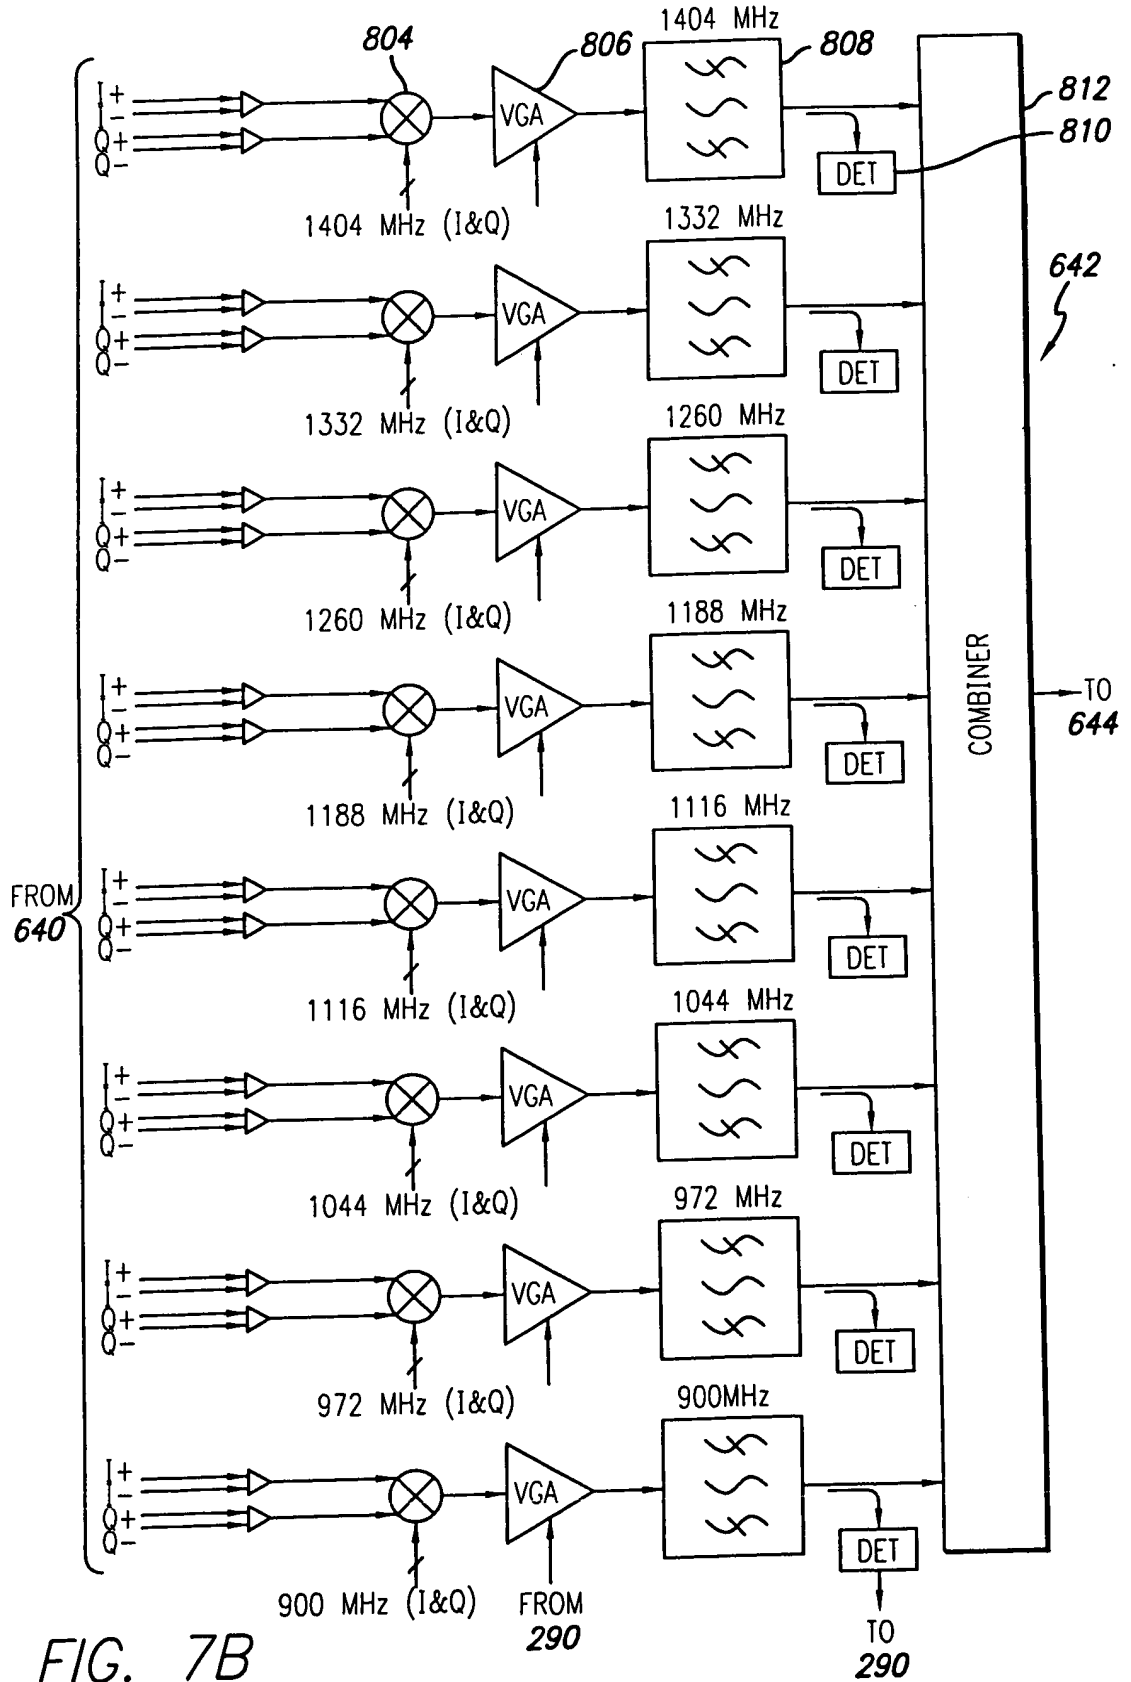 1404 MHz
804
806
808
I+
-
Q+
Q-
VGA
812
810
DET
1404 MHz (I&Q)
1332 MHz
642
I+
-
Q+
Q-
VGA
DET
1332 MHz (I&Q)
1260 MHz
I+
-
Q+
Q-
VGA
DET
1260 MHz (I&Q)
1188 MHz
I+
-
Q+
Q-
VGA
DET
COMBINER
TO
644
1188 MHz (I&Q)
1116 MHz
FROM
640
I+
-
Q+
Q-
VGA
DET
1116 MHz (I&Q)
1044 MHz
I+
-
Q+
Q-
VGA
DET
1044 MHz (I&Q)
972 MHz
I+
-
Q+
Q-
VGA
DET
972 MHz (I&Q)
900MHz
I+
-
Q+
Q-
VGA
DET
900 MHz (I&Q)
FROM
290
TO
290
FIG. 7B